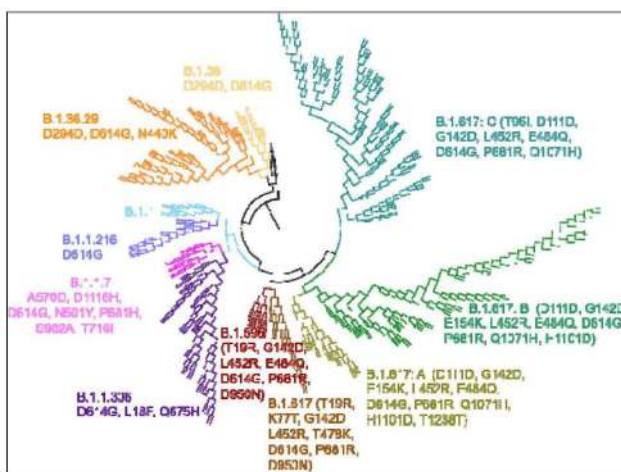 B.1.36
D294D, D614G
B.1.36.29
D294D, D614G, N440K
B.1.617: C (T95I, D111D,
G142D, L452R, E484Q,
D614G, P681R, Q1071H)
B.1.1.216
D614G
A570D, D1118H,
D614G, N501Y, P681H,
S982A, T716I
B.1.617: B (D111D, G142D
E154K, L452R, E484Q, D614G
P681R, Q1071H, H1101D)
(T19R, G142D,
L452R, E484Q,
D614G, P681R,
D950N)
B.1.617: A (D111D, G142D,
E154K, L452R, E484Q,
D614G, P681R, Q1071H,
H1101D, T1238T)
B.1.1.306
D614G, L18F, Q675H
B.1.617 (T19R,
K77T, G142D
L452R, T478K,
D614G, P681R,
D950N)